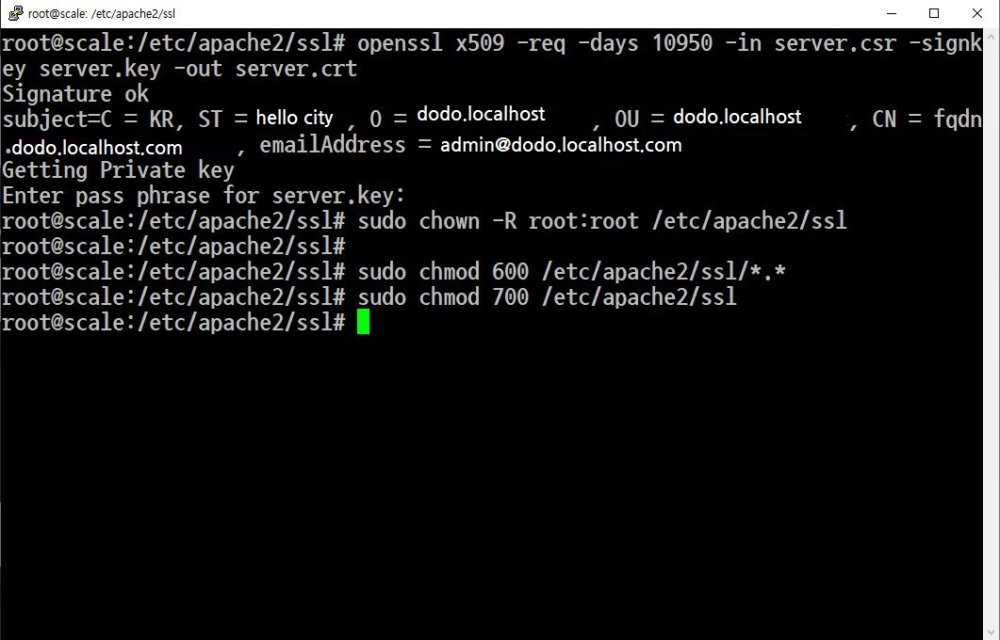 root@scale: /etc/apache2/ssl
root@scale:/etc/apache2/ssl# openssl x509 -req -days 10950 -in server.csr -signk
ey server.key -out server.crt
Signature ok
subject=C = KR, ST = hello city , O = dodo.localhost , OU = dodo.localhost , CN = fqdn
.dodo.localhost.com , emailAddress = admin@dodo.localhost.com
Getting Private key
Enter pass phrase for server.key:
root@scale:/etc/apache2/ssl# sudo chown -R root:root /etc/apache2/ssl
root@scale:/etc/apache2/ssl#
root@scale:/etc/apache2/ssl# sudo chmod 600 /etc/apache2/ssl/*.*
root@scale:/etc/apache2/ssl# sudo chmod 700 /etc/apache2/ssl
root@scale:/etc/apache2/ssl#